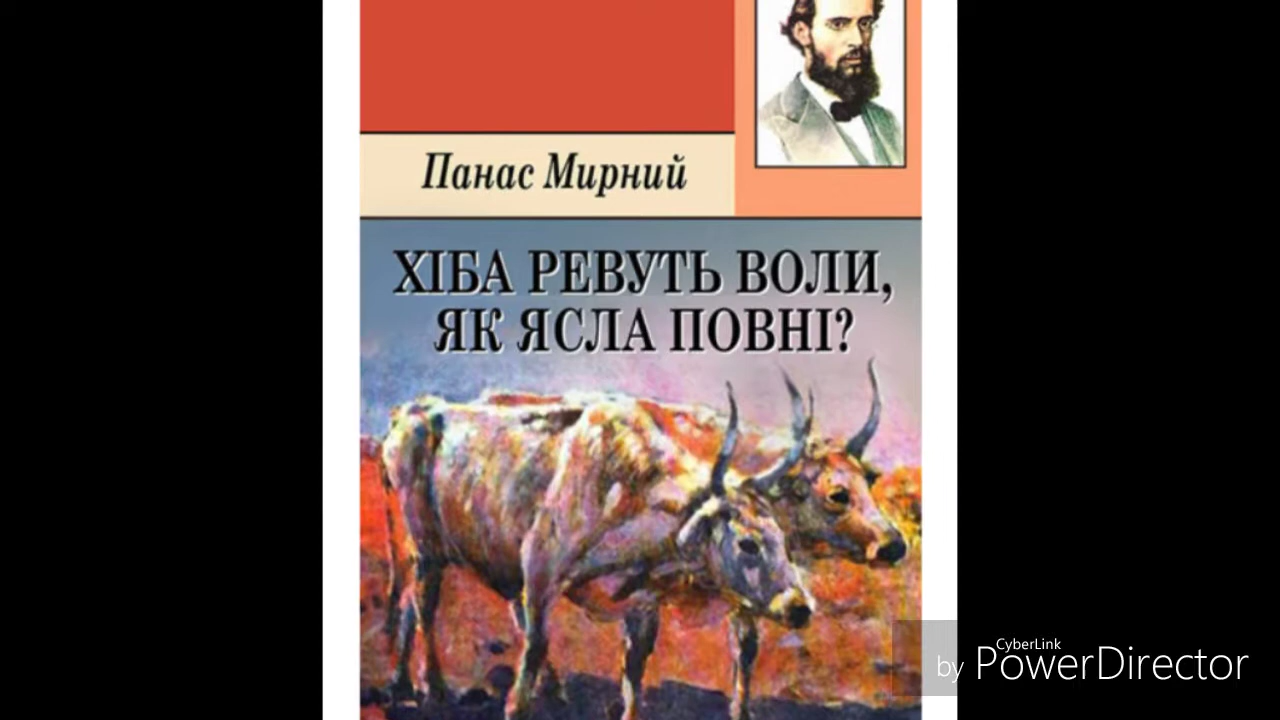 Панас Мирний
ХІБА РЕВУТЬ ВОЛИ,
ЯК ЯСЛА ПОВНІ?
CyberLink
by PowerDirector